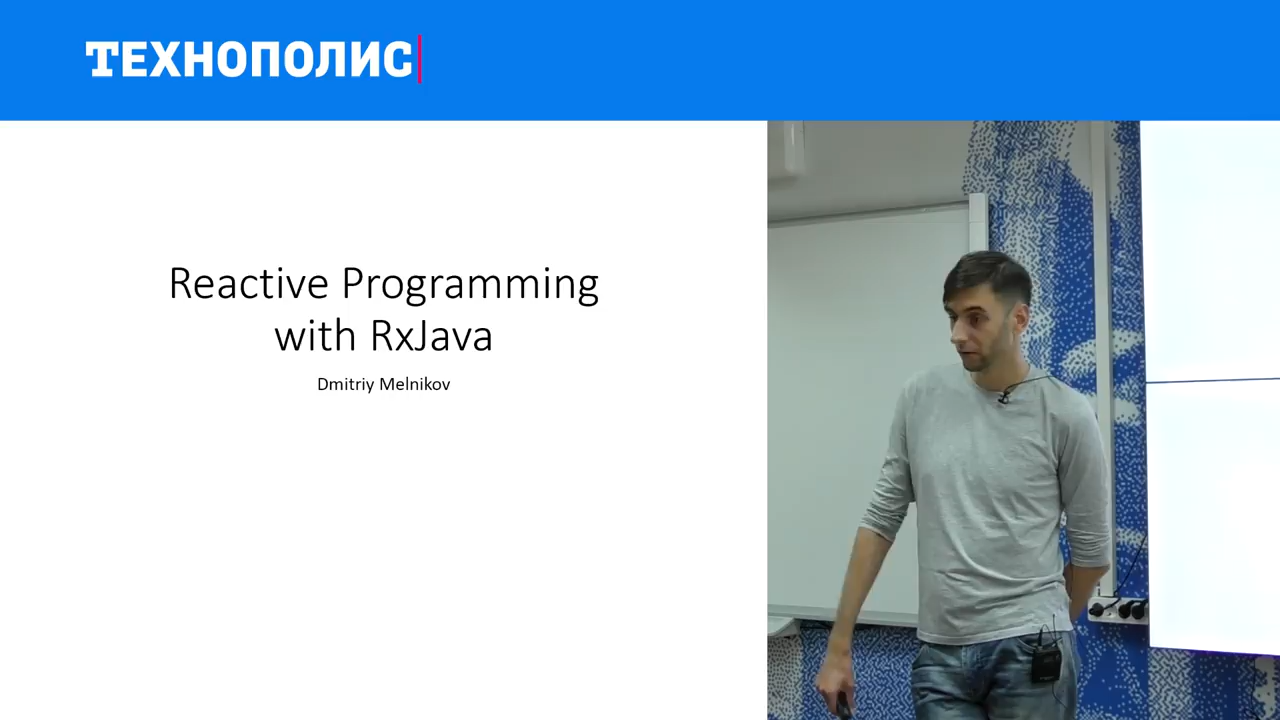 ТЕХНОПОЛИС
Reactive Programming
with RxJava
Dmitriy Melnikov